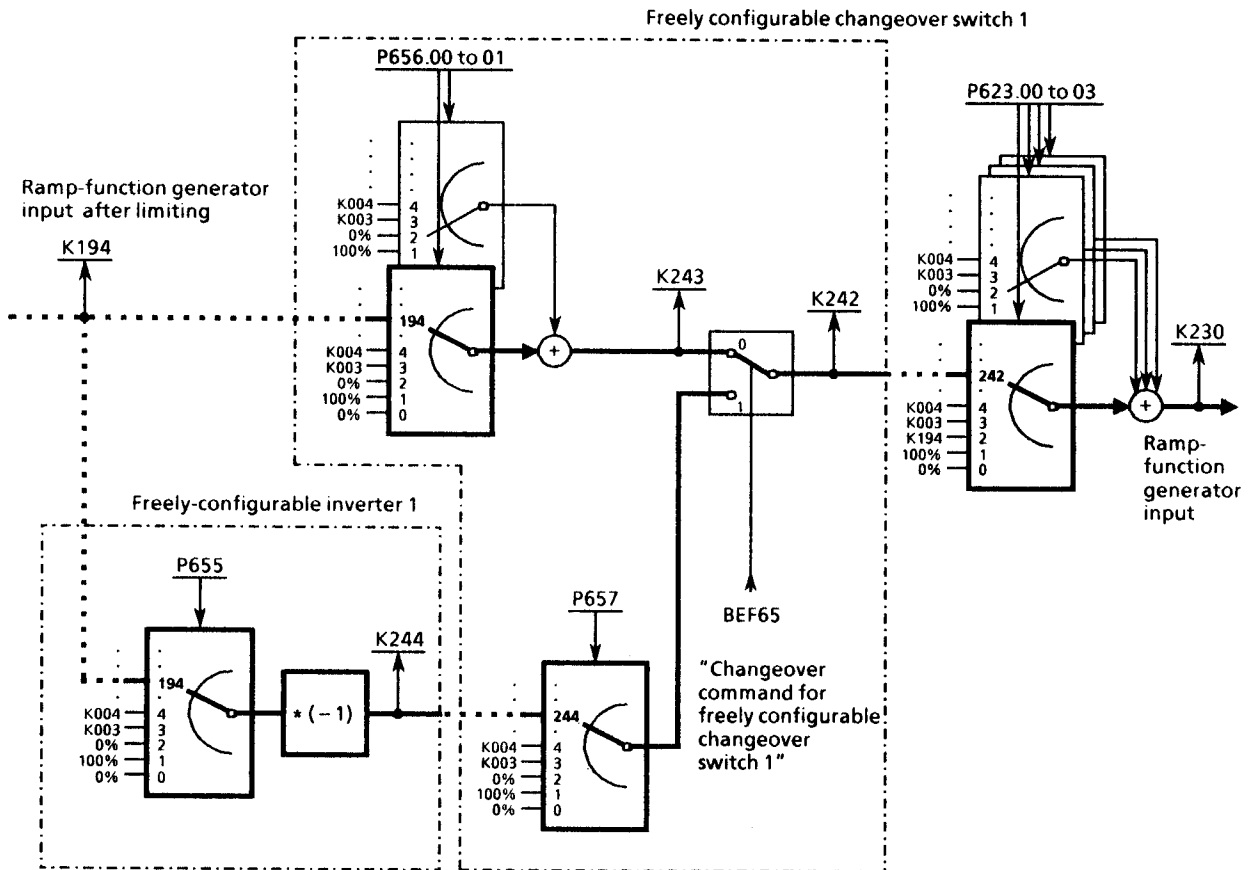 Freely configurable changeover switch 1
P656.00 to 01
P623.00 to 03
Ramp-function generator
input after limiting
K194
K004
4
K003
3
0%
2
100%
1
194
K004
4
K003
3
0%
2
100%
1
0%
0
+
K243
0
1
K242
K004
4
K003
3
0%
2
100%
1
242
K004
4
K003
3
K194
2
100%
1
0%
0
+
K230
Ramp-
function
generator
input
Freely-configurable inverter 1
P655
194
K004
4
K003
3
0%
2
100%
1
0%
0
* (-1)
K244
P657
244
K004
4
K003
3
0%
2
100%
1
0%
0
BEF65
"Changeover
command for
freely configurable
changeover
switch 1"